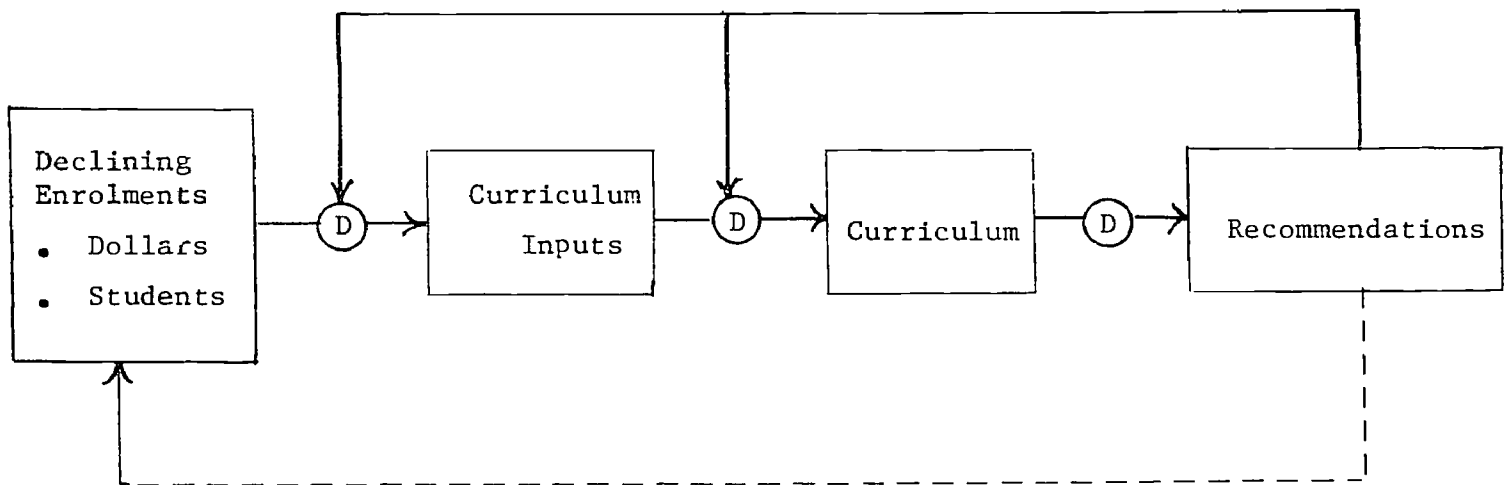 Declining
Enrolments
• Dollars
• Students
D
Curriculum
Inputs
D
Curriculum
D
Recommendations